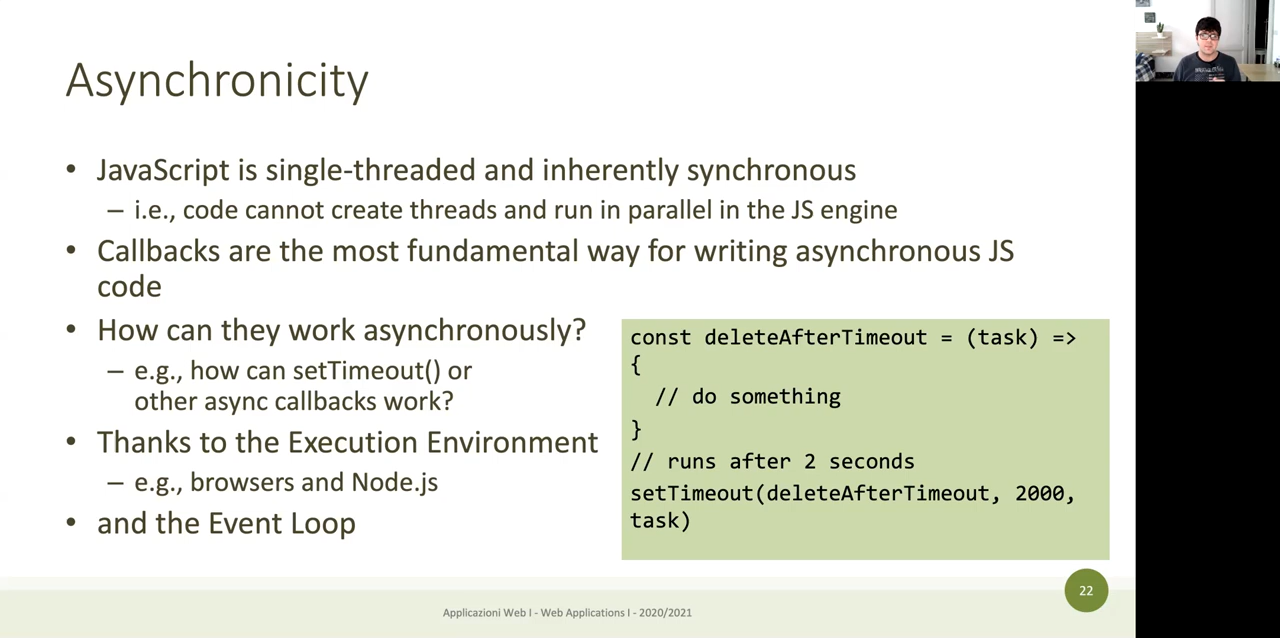 Asynchronicity
• JavaScript is single-threaded and inherently synchronous
– i.e., code cannot create threads and run in parallel in the JS engine
• Callbacks are the most fundamental way for writing asynchronous JS
code
• How can they work asynchronously?
– e.g., how can setTimeout() or
other async callbacks work?
• Thanks to the Execution Environment
– e.g., browsers and Node.js
• and the Event Loop
const deleteAfterTimeout = (task) =>
{
// do something
}
// runs after 2 seconds
setTimeout(deleteAfterTimeout, 2000,
task)
22
Applicazioni Web I - Web Applications I - 2020/2021